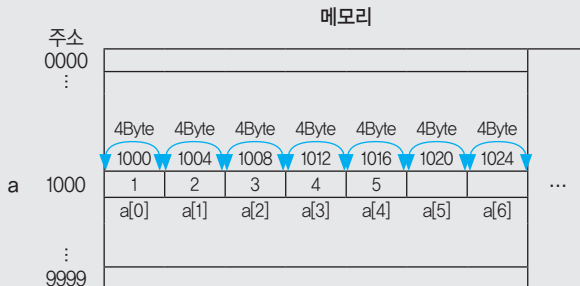 메모리
주소
0000
⋮
4Byte 4Byte 4Byte 4Byte 4Byte 4Byte 4Byte
1000 1004 1008 1012 1016 1020 1024
a 1000 1 2 3 4 5 …
a[0] a[1] a[2] a[3] a[4] a[5] a[6]
⋮
9999